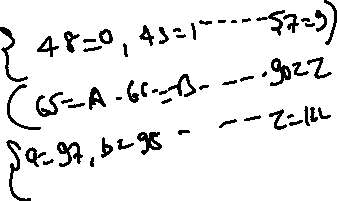 { 48=0, 49=1 ------ 57=9)
( 65=A - 66=B - ---- 90=Z
{ a=97, b=98 - ---- z=122